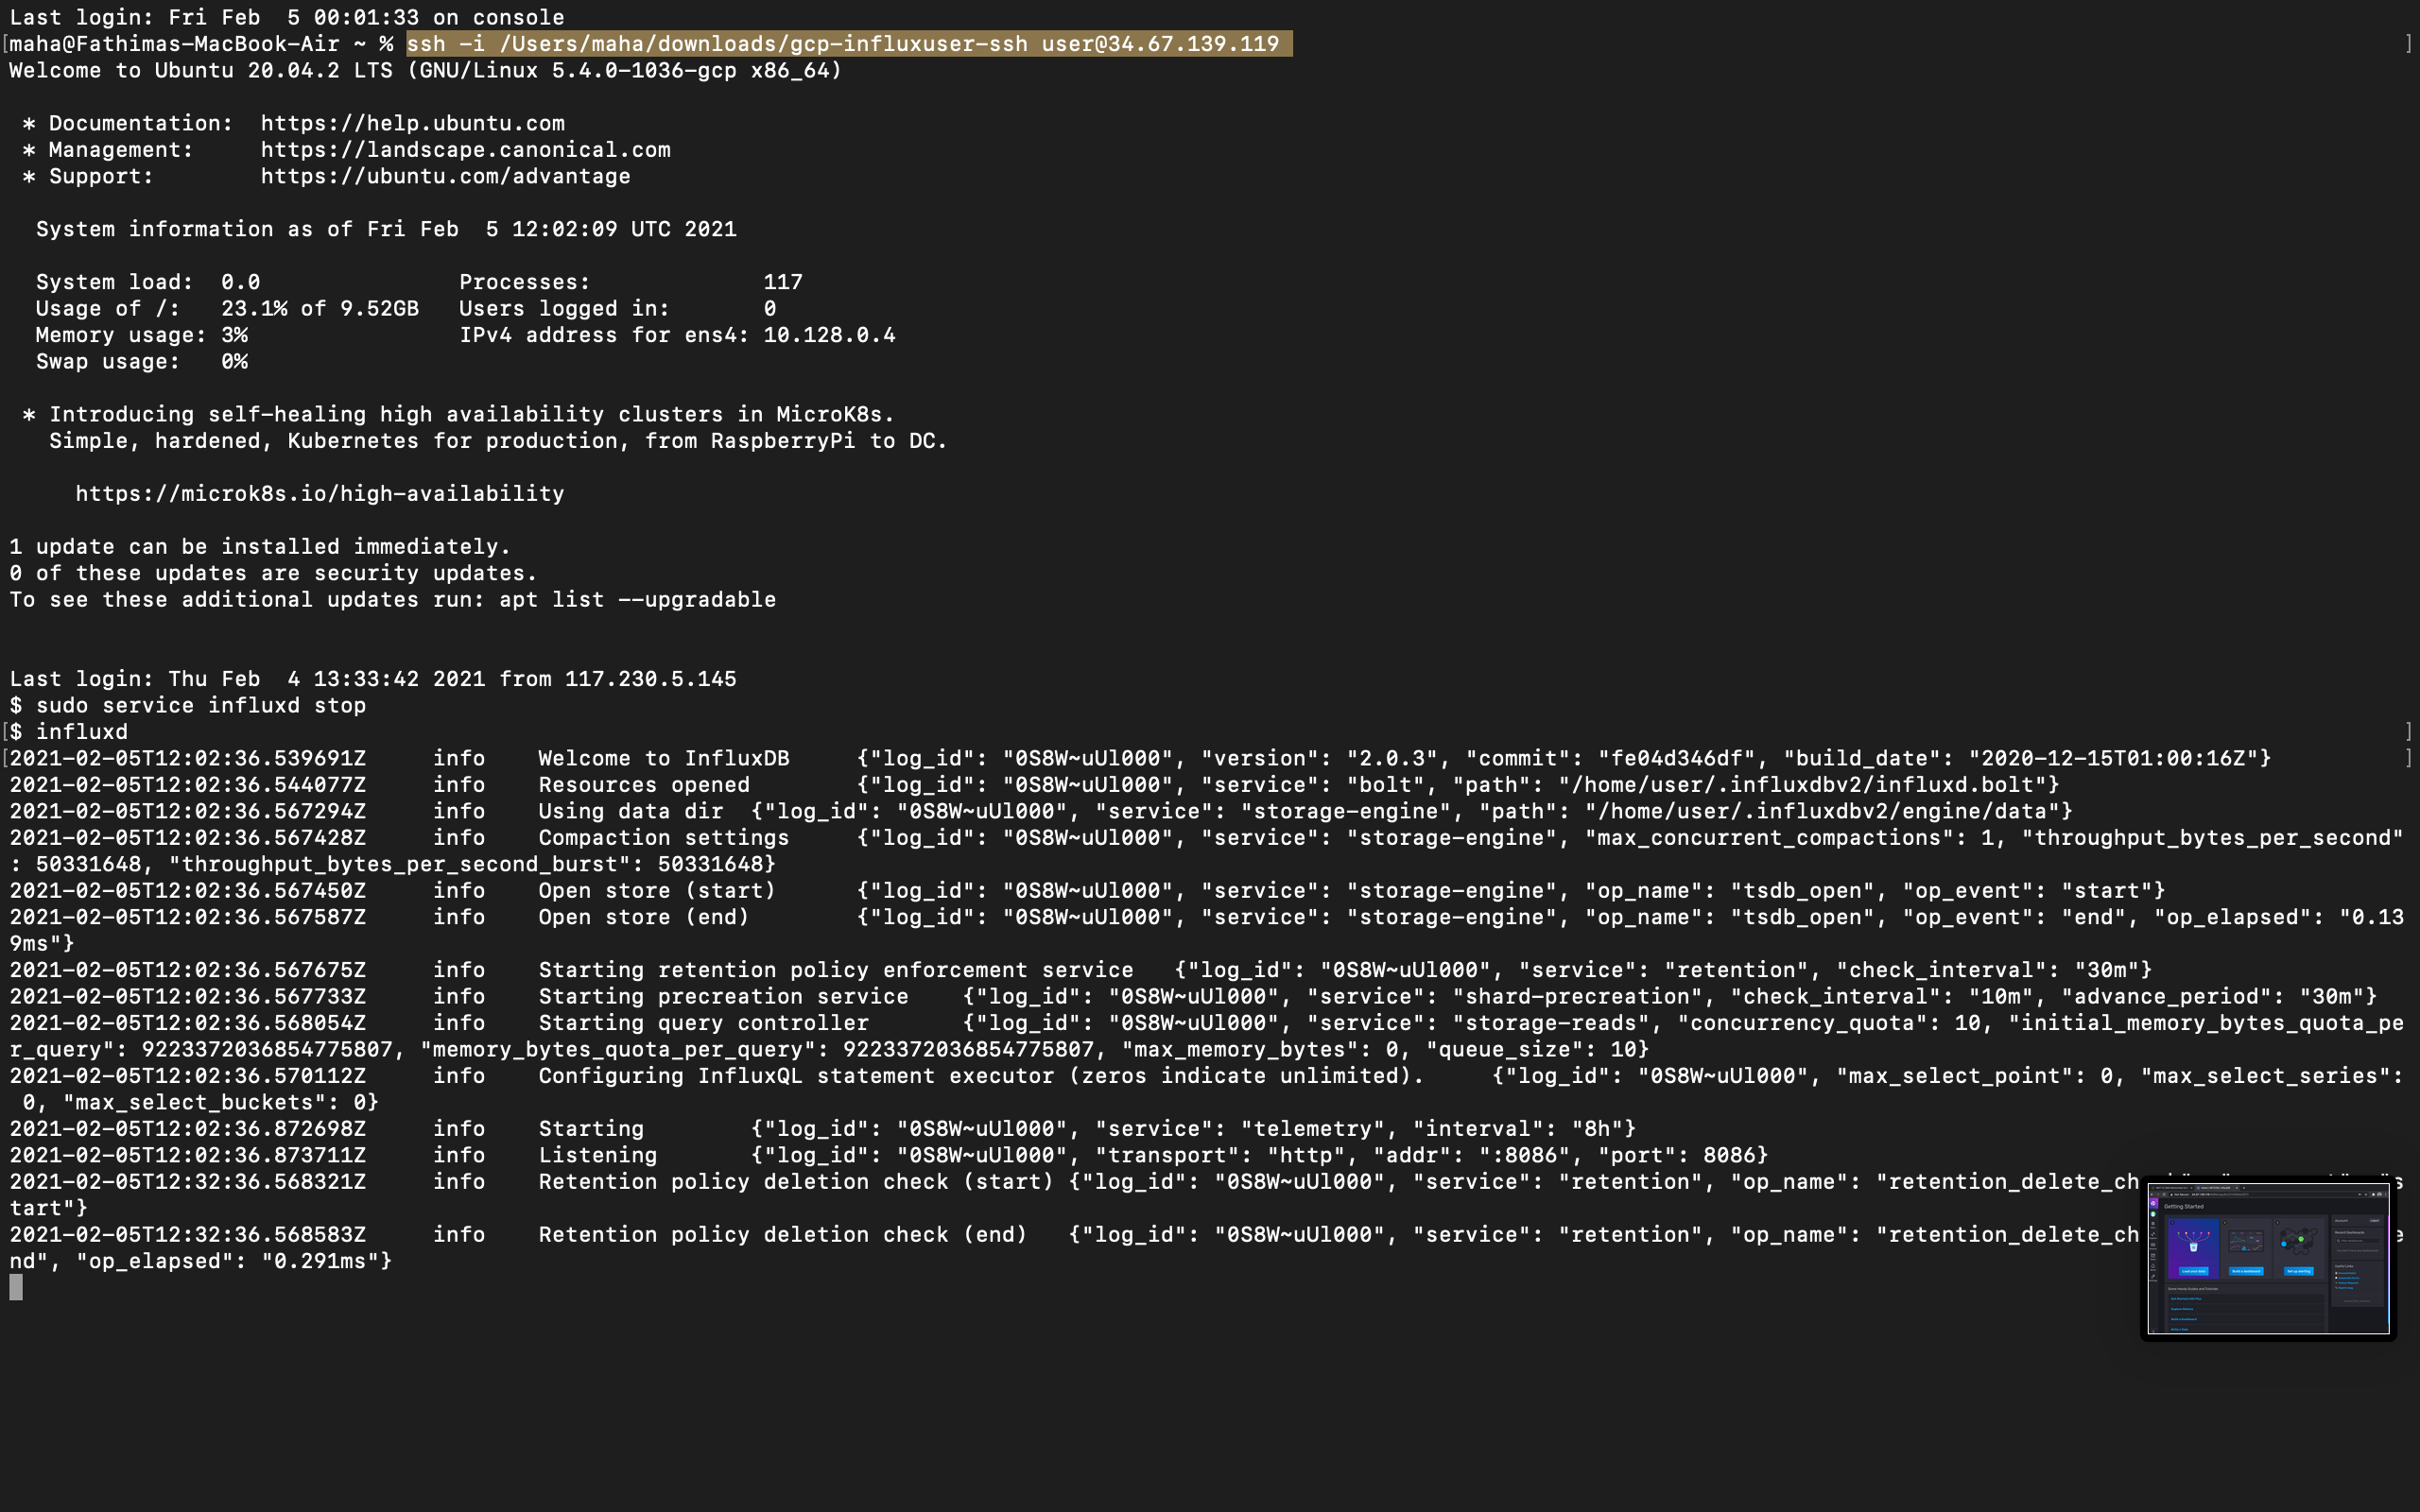 Last login: Fri Feb  5 00:01:33 on console
[maha@Fathimas-MacBook-Air ~ % ssh -i /Users/maha/downloads/gcp-influxuser-ssh user@34.67.139.119 ]
Welcome to Ubuntu 20.04.2 LTS (GNU/Linux 5.4.0-1036-gcp x86_64)
* Documentation:  https://help.ubuntu.com
* Management:     https://landscape.canonical.com
* Support:        https://ubuntu.com/advantage
System information as of Fri Feb  5 12:02:09 UTC 2021
System load:  0.0               Processes:             117
Usage of /:   23.1% of 9.52GB   Users logged in:       0
Memory usage: 3%                IPv4 address for ens4: 10.128.0.4
Swap usage:   0%
* Introducing self-healing high availability clusters in MicroK8s.
Simple, hardened, Kubernetes for production, from RaspberryPi to DC.
https://microk8s.io/high-availability
1 update can be installed immediately.
0 of these updates are security updates.
To see these additional updates run: apt list --upgradable
Last login: Thu Feb  4 13:33:42 2021 from 117.230.5.145
$ sudo service influxd stop
[$ influxd ]
[2021-02-05T12:02:36.539691Z     info    Welcome to InfluxDB     {"log_id": "0S8W~uUl000", "version": "2.0.3", "commit": "fe04d346df", "build_date": "2020-12-15T01:00:16Z"} ]
2021-02-05T12:02:36.544077Z     info    Resources opened        {"log_id": "0S8W~uUl000", "service": "bolt", "path": "/home/user/.influxdbv2/influxd.bolt"}
2021-02-05T12:02:36.567294Z     info    Using data dir  {"log_id": "0S8W~uUl000", "service": "storage-engine", "path": "/home/user/.influxdbv2/engine/data"}
2021-02-05T12:02:36.567428Z     info    Compaction settings     {"log_id": "0S8W~uUl000", "service": "storage-engine", "max_concurrent_compactions": 1, "throughput_bytes_per_second"
: 50331648, "throughput_bytes_per_second_burst": 50331648}
2021-02-05T12:02:36.567450Z     info    Open store (start)      {"log_id": "0S8W~uUl000", "service": "storage-engine", "op_name": "tsdb_open", "op_event": "start"}
2021-02-05T12:02:36.567587Z     info    Open store (end)        {"log_id": "0S8W~uUl000", "service": "storage-engine", "op_name": "tsdb_open", "op_event": "end", "op_elapsed": "0.13
9ms"}
2021-02-05T12:02:36.567675Z     info    Starting retention policy enforcement service   {"log_id": "0S8W~uUl000", "service": "retention", "check_interval": "30m"}
2021-02-05T12:02:36.567733Z     info    Starting precreation service    {"log_id": "0S8W~uUl000", "service": "shard-precreation", "check_interval": "10m", "advance_period": "30m"}
2021-02-05T12:02:36.568054Z     info    Starting query controller       {"log_id": "0S8W~uUl000", "service": "storage-reads", "concurrency_quota": 10, "initial_memory_bytes_quota_pe
r_query": 9223372036854775807, "memory_bytes_quota_per_query": 9223372036854775807, "max_memory_bytes": 0, "queue_size": 10}
2021-02-05T12:02:36.570112Z     info    Configuring InfluxQL statement executor (zeros indicate unlimited).     {"log_id": "0S8W~uUl000", "max_select_point": 0, "max_select_series":
0, "max_select_buckets": 0}
2021-02-05T12:02:36.872698Z     info    Starting        {"log_id": "0S8W~uUl000", "service": "telemetry", "interval": "8h"}
2021-02-05T12:02:36.873711Z     info    Listening       {"log_id": "0S8W~uUl000", "transport": "http", "addr": ":8086", "port": 8086}
2021-02-05T12:32:36.568321Z     info    Retention policy deletion check (start) {"log_id": "0S8W~uUl000", "service": "retention", "op_name": "retention_delete_ch
tart"}
2021-02-05T12:32:36.568583Z     info    Retention policy deletion check (end)   {"log_id": "0S8W~uUl000", "service": "retention", "op_name": "retention_delete_ch
nd", "op_elapsed": "0.291ms"}
Getting Started